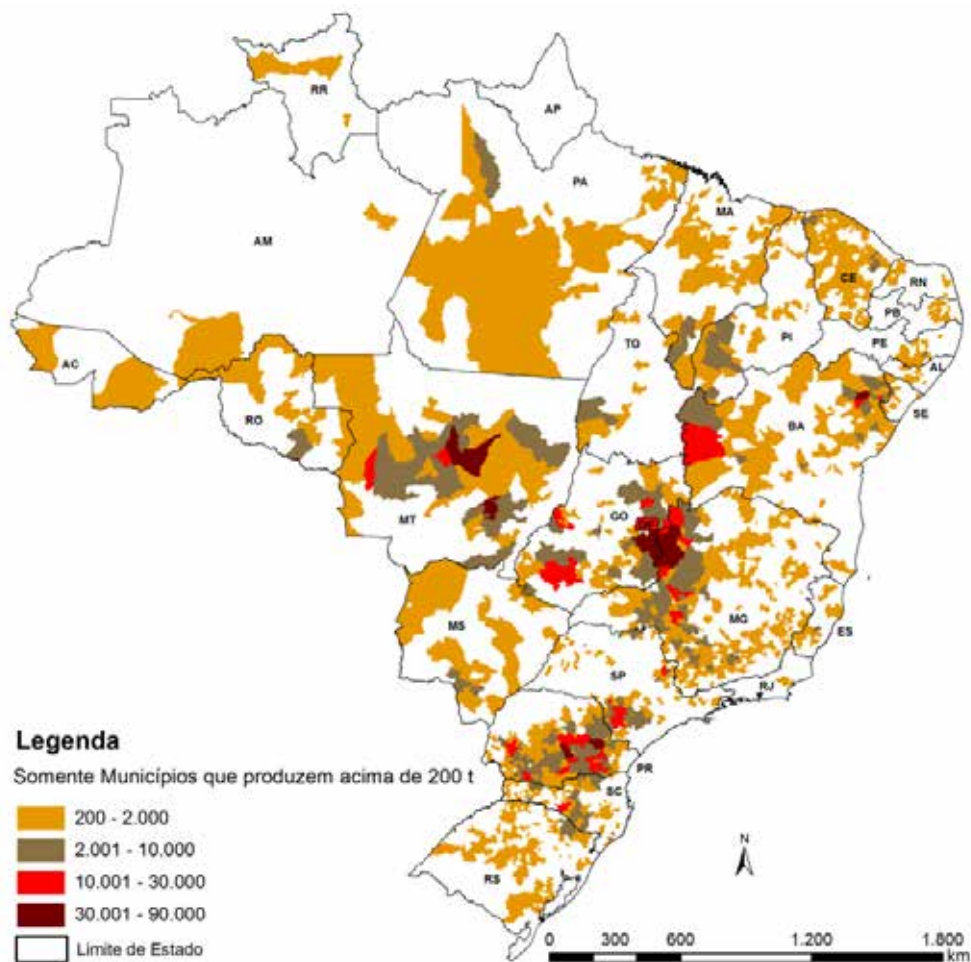 RR
AP
AM
PA
MA
CE
RN
PB
PE
AL
SE
PI
TO
AC
RO
BA
MT
GO
MG
ES
MS
SP
RJ
PR
SC
RS
Legenda
Somente Municípios que produzem acima de 200 t
200 - 2.000
2.001 - 10.000
10.001 - 30.000
30.001 - 90.000
Limite de Estado
N
0 300 600 1.200 1.800
km